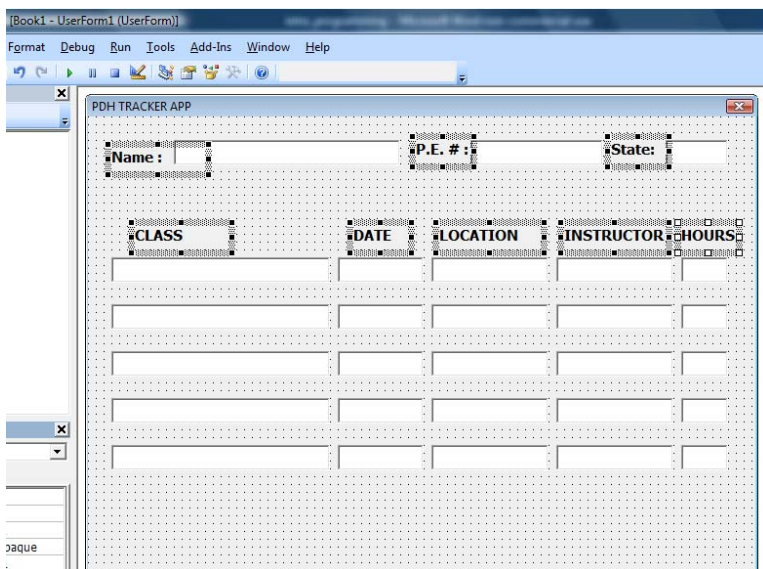 [Book1 - UserForm1 (UserForm)]
Format Debug Run Tools Add-Ins Window Help
PDH TRACKER APP
Name : P.E. # : State:
CLASS DATE LOCATION INSTRUCTOR HOURS
paque